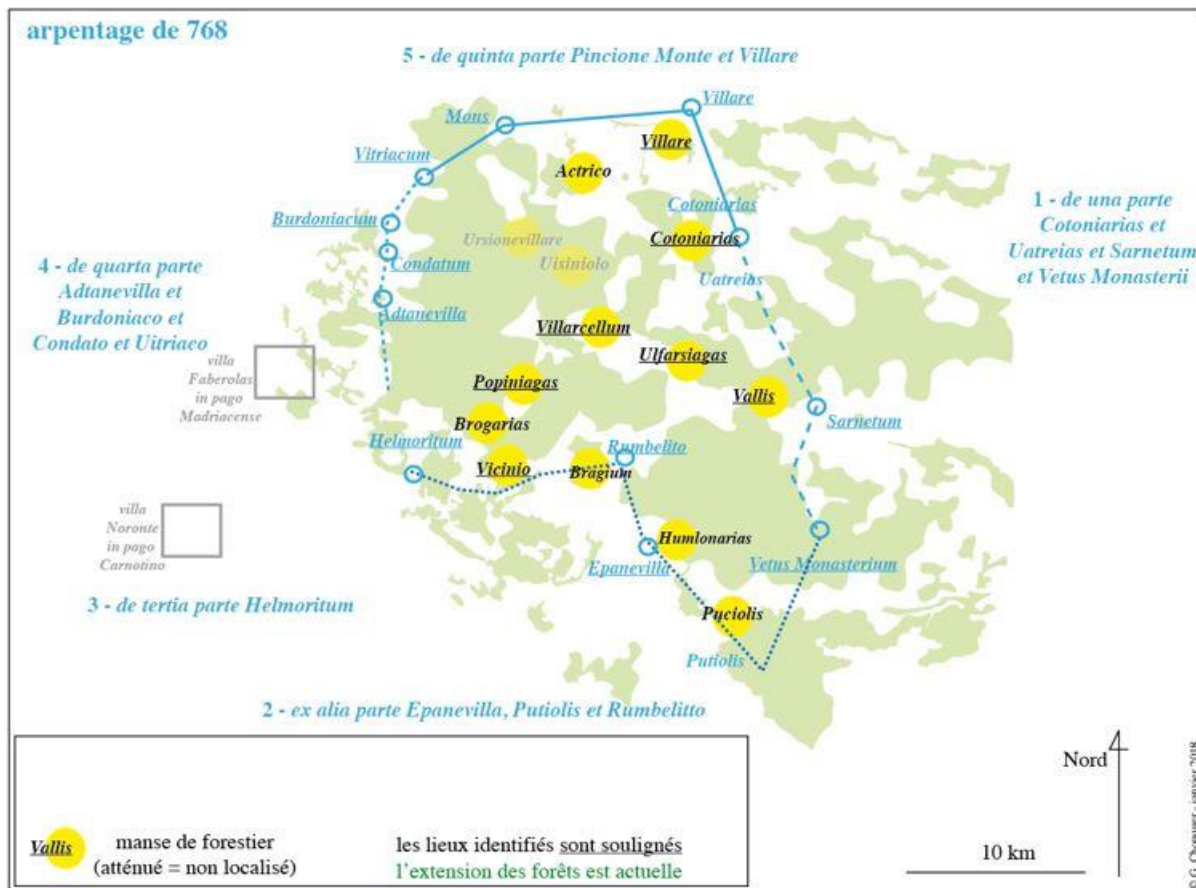 arpentage de 768
5 - de quinta parte Pincione Monte et Villare
Villare
Mons
Villare
Vitriacum
Actrico
Cotoniarias
Burdoniacum
Ursionevillare
Cotoniarias
Condatum
Uixiniolo
Uatreias
1 - de una parte
Cotoniarias et
Uatreias et Sarnetum
et Vetus Monasterii
4 - de quarta parte
Adtanevilla et
Burdoniaco et
Condato et Uitriaco
Adtanevilla
Villarcellum
Ulfarsiagas
villa
Faberolas
in pago
Madriacense
Popiniagas
Vallis
Brogarias
Sarnetum
Helmoritum
Rumbelito
Vicinio
Bragium
villa
Noronte
in pago
Carnotino
Humlonarias
Epanevilla
Vetus Monasterium
3 - de tertia parte Helmoritum
Puciolis
Putiolis
2 - ex alia parte Epanevilla, Putiolis et Rumbelitto
Vallis
manse de forestier
(atténué = non localisé)
les lieux identifiés sont soulignés
l'extension des forêts est actuelle
Nord
10 km
© G. Chouquer - janvier 2018